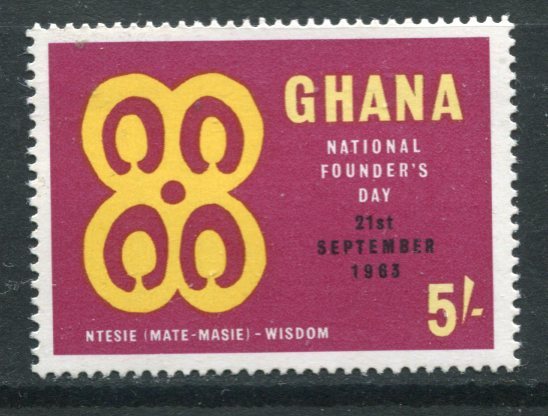 GHANA
NATIONAL
FOUNDER'S
DAY
21st
SEPTEMBER
1963
5/-
NTESIE (MATE-MASIE) - WISDOM